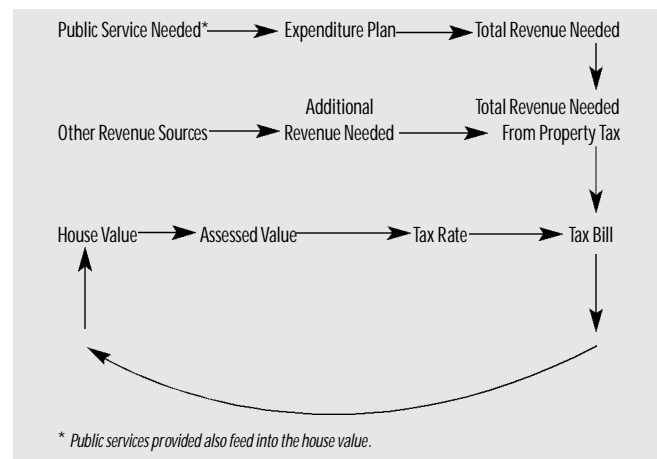 Public Service Needed* Expenditure Plan Total Revenue Needed
Additional Total Revenue Needed
Other Revenue Sources Revenue Needed From Property Tax
House Value Assessed Value Tax Rate Tax Bill
* Public services provided also feed into the house value.